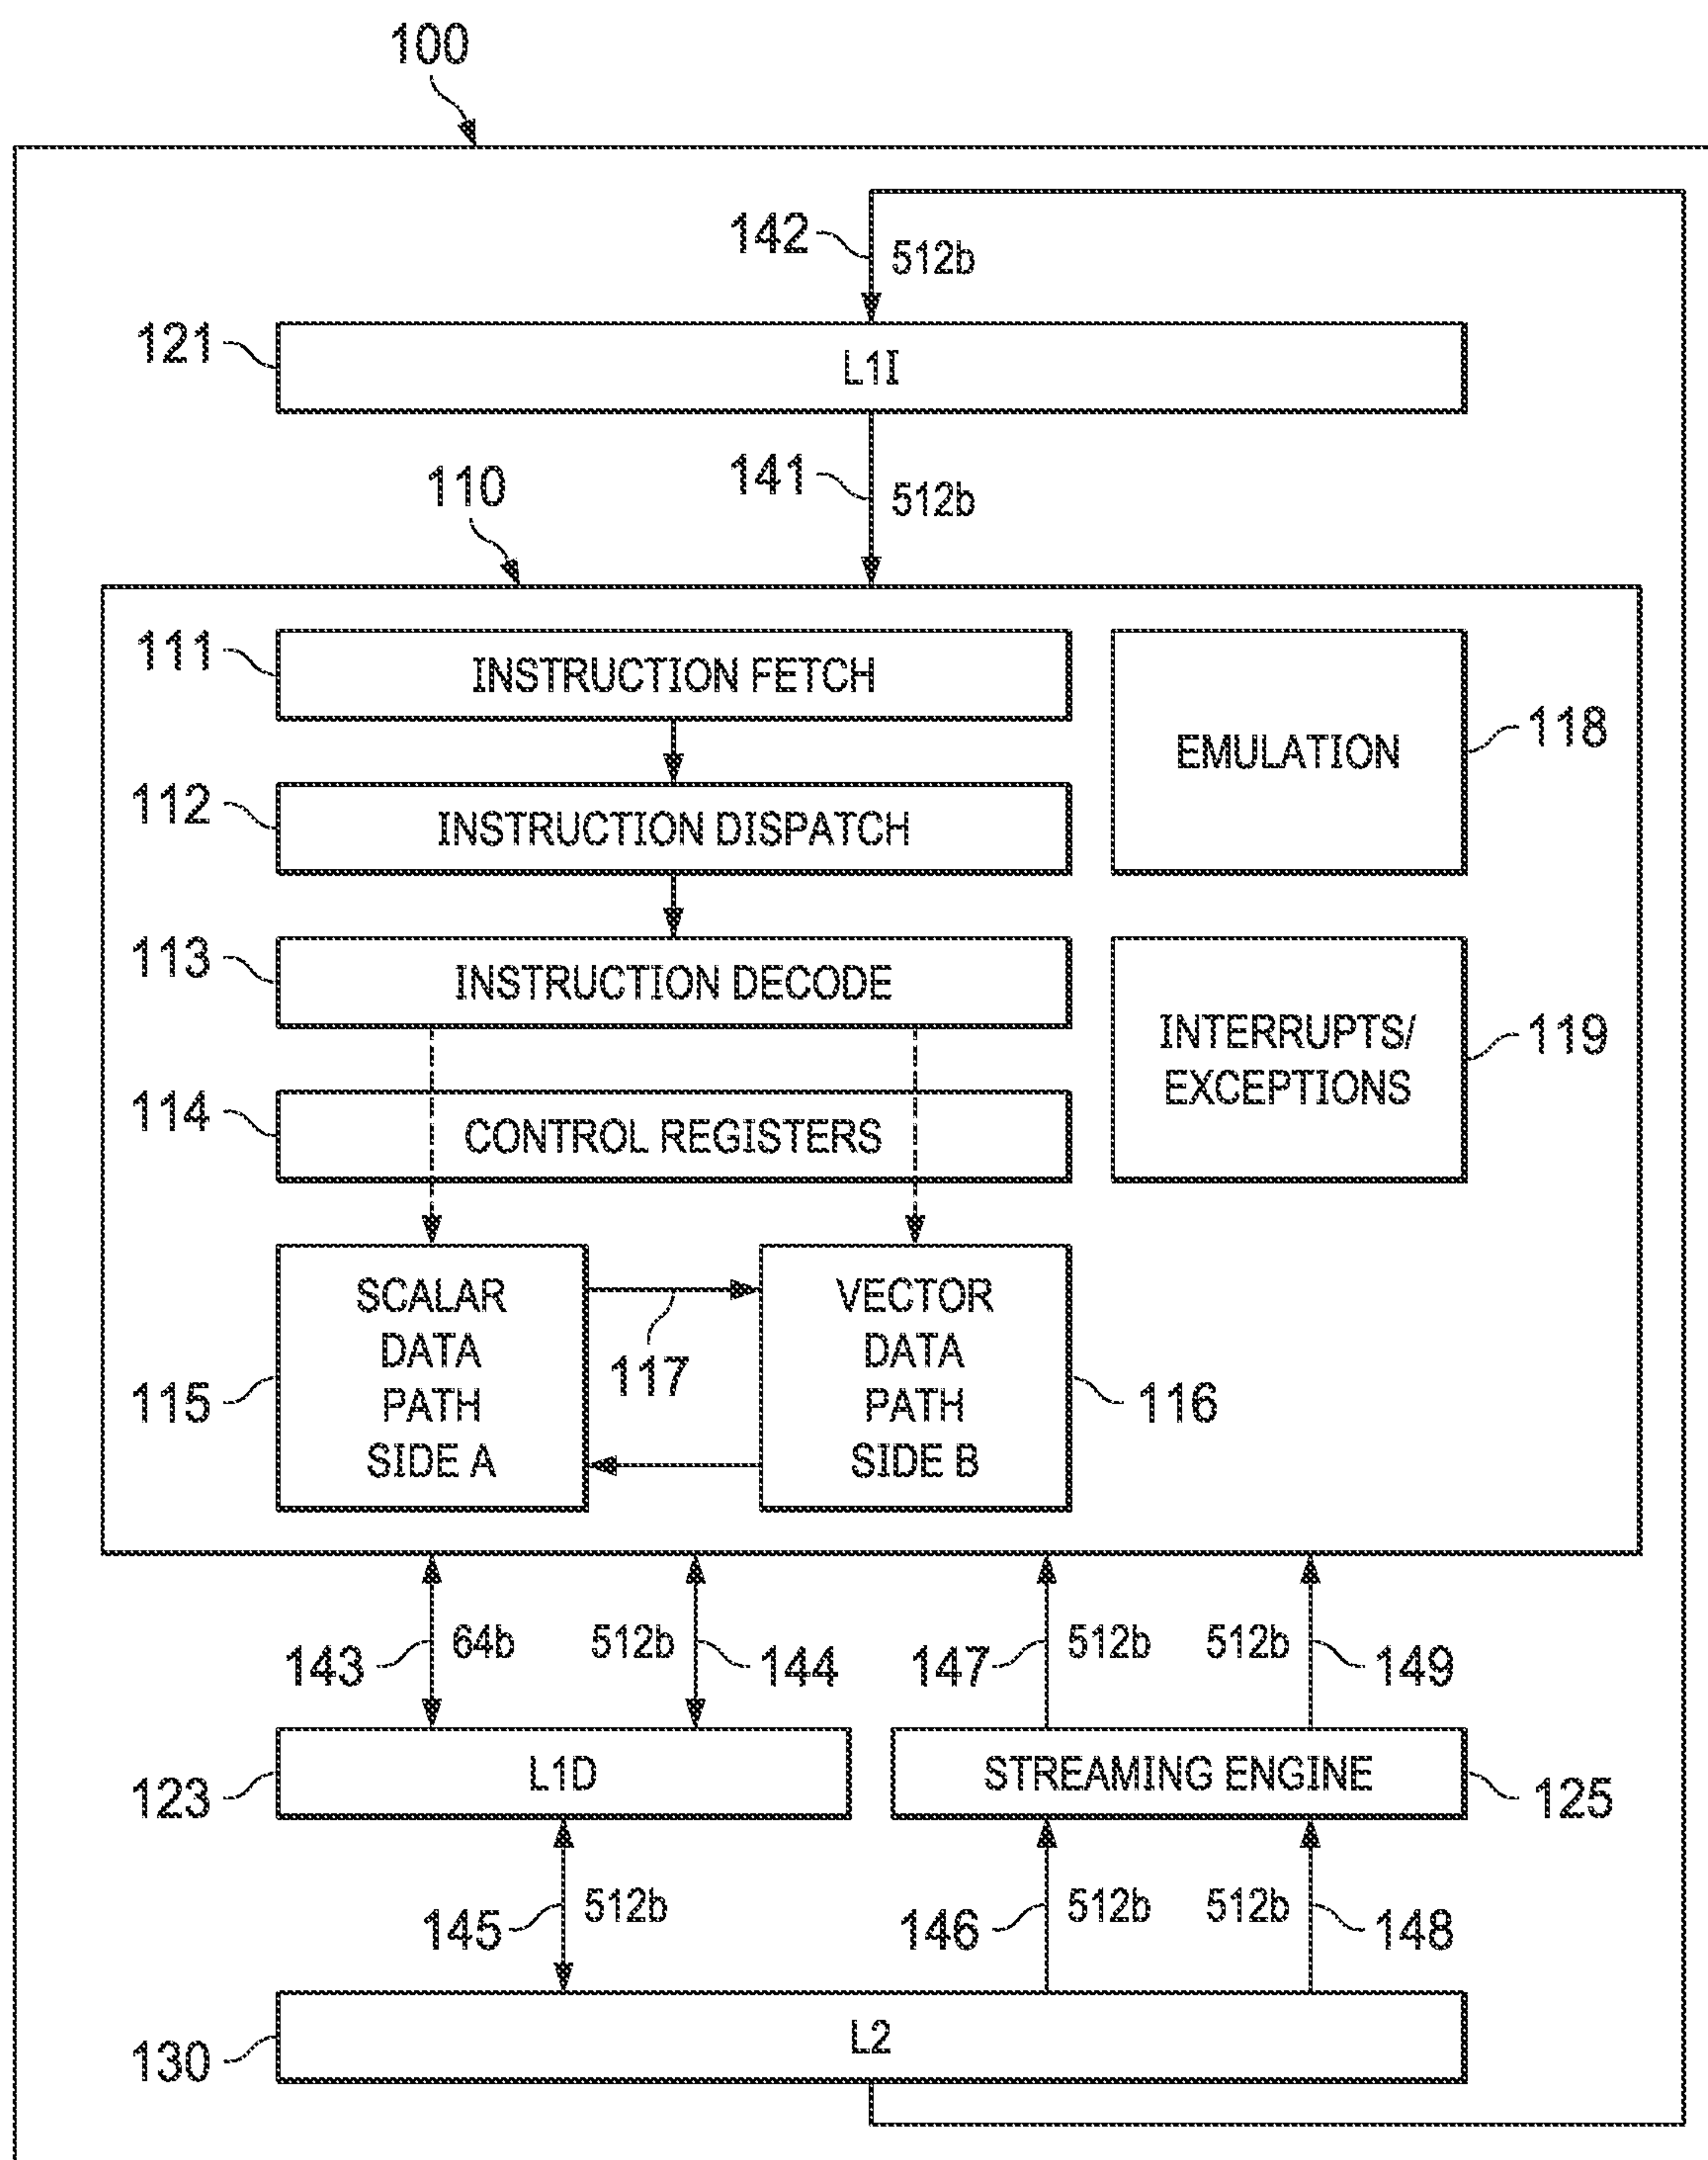 100
142
512b
121
L1I
141
512b
110
111
INSTRUCTION FETCH
118
EMULATION
112
INSTRUCTION DISPATCH
113
INSTRUCTION DECODE
119
INTERRUPTS/
EXCEPTIONS
114
CONTROL REGISTERS
115
SCALAR
DATA
PATH
SIDE A
117
VECTOR
DATA
PATH
SIDE B
116
143
64b
512b
144
147
512b
512b
149
123
L1D
STREAMING ENGINE
125
145
512b
146
512b
512b
148
130
L2